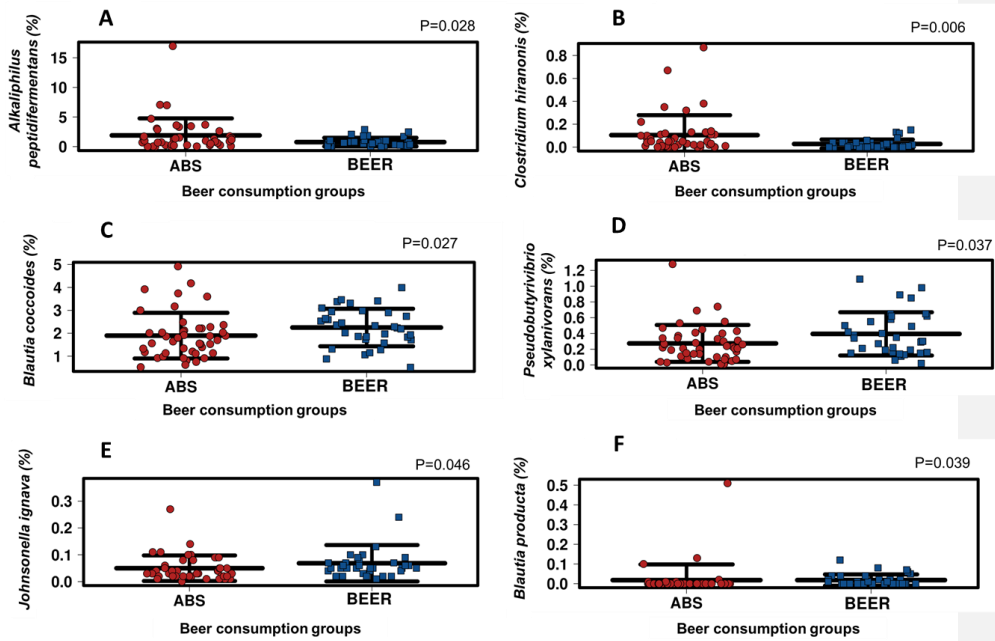 A
P=0.028
Alkaliphilus
peptidifermentans (%)
15
10
5
0
ABS
BEER
Beer consumption groups
B
P=0.006
Clostridium hiranonis (%)
0.8
0.6
0.4
0.2
0.0
ABS
BEER
Beer consumption groups
C
P=0.027
Blautia coccoides (%)
5
4
3
2
1
ABS
BEER
Beer consumption groups
D
P=0.037
Pseudobutyrivibrio
xylanivorans (%)
1.2
1.0
0.8
0.6
0.4
0.2
0.0
ABS
BEER
Beer consumption groups
E
P=0.046
Johnsonella ignava (%)
0.3
0.2
0.1
0.0
ABS
BEER
Beer consumption groups
F
P=0.039
Blautia producta (%)
0.5
0.4
0.3
0.2
0.1
0.0
ABS
BEER
Beer consumption groups